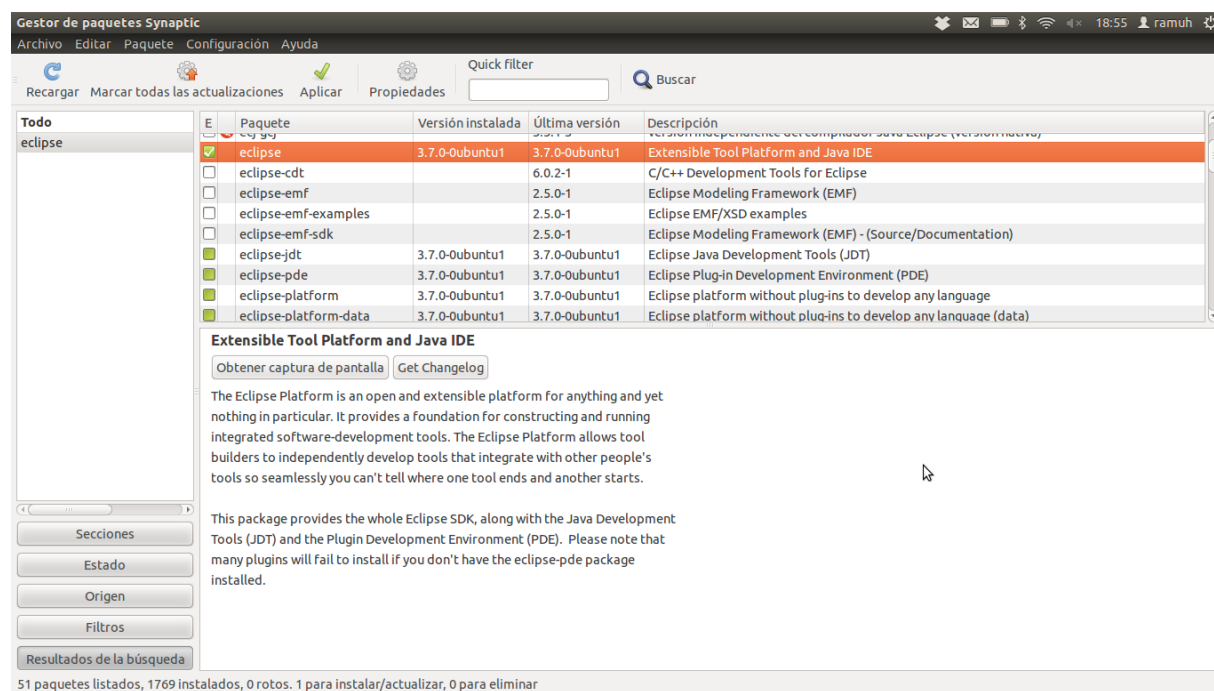 Gestor de paquetes Synaptic 18:55 ramuh
Archivo Editar Paquete Configuración Ayuda
Recargar Marcar todas las actualizaciones Aplicar Propiedades Quick filter Buscar
Todo
eclipse
E Paquete Versión instalada Última versión Descripción
ecj-gcj 3.5.1-3 Versión independiente del compilador Java Eclipse (versión nativa)
eclipse 3.7.0-0ubuntu1 3.7.0-0ubuntu1 Extensible Tool Platform and Java IDE
eclipse-cdt 6.0.2-1 C/C++ Development Tools for Eclipse
eclipse-emf 2.5.0-1 Eclipse Modeling Framework (EMF)
eclipse-emf-examples 2.5.0-1 Eclipse EMF/XSD examples
eclipse-emf-sdk 2.5.0-1 Eclipse Modeling Framework (EMF) - (Source/Documentation)
eclipse-jdt 3.7.0-0ubuntu1 3.7.0-0ubuntu1 Eclipse Java Development Tools (JDT)
eclipse-pde 3.7.0-0ubuntu1 3.7.0-0ubuntu1 Eclipse Plug-in Development Environment (PDE)
eclipse-platform 3.7.0-0ubuntu1 3.7.0-0ubuntu1 Eclipse platform without plug-ins to develop any language
eclipse-platform-data 3.7.0-0ubuntu1 3.7.0-0ubuntu1 Eclipse platform without plug-ins to develop any language (data)
Extensible Tool Platform and Java IDE
Obtener captura de pantalla Get Changelog
The Eclipse Platform is an open and extensible platform for anything and yet
nothing in particular. It provides a foundation for constructing and running
integrated software-development tools. The Eclipse Platform allows tool
builders to independently develop tools that integrate with other people's
tools so seamlessly you can't tell where one tool ends and another starts.
This package provides the whole Eclipse SDK, along with the Java Development
Tools (JDT) and the Plugin Development Environment (PDE). Please note that
many plugins will fail to install if you don't have the eclipse-pde package
installed.
Secciones
Estado
Origen
Filtros
Resultados de la búsqueda
51 paquetes listados, 1769 instalados, 0 rotos. 1 para instalar/actualizar, 0 para eliminar